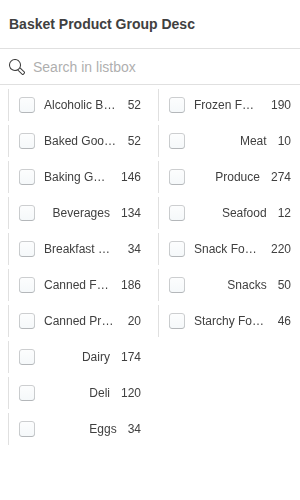 Basket Product Group Desc
Search in listbox
Alcoholic B... 52
Baked Goo... 52
Baking G... 146
Beverages 134
Breakfast ... 34
Canned F... 186
Canned Pr... 20
Dairy 174
Deli 120
Eggs 34
Frozen F... 190
Meat 10
Produce 274
Seafood 12
Snack Fo... 220
Snacks 50
Starchy Fo... 46